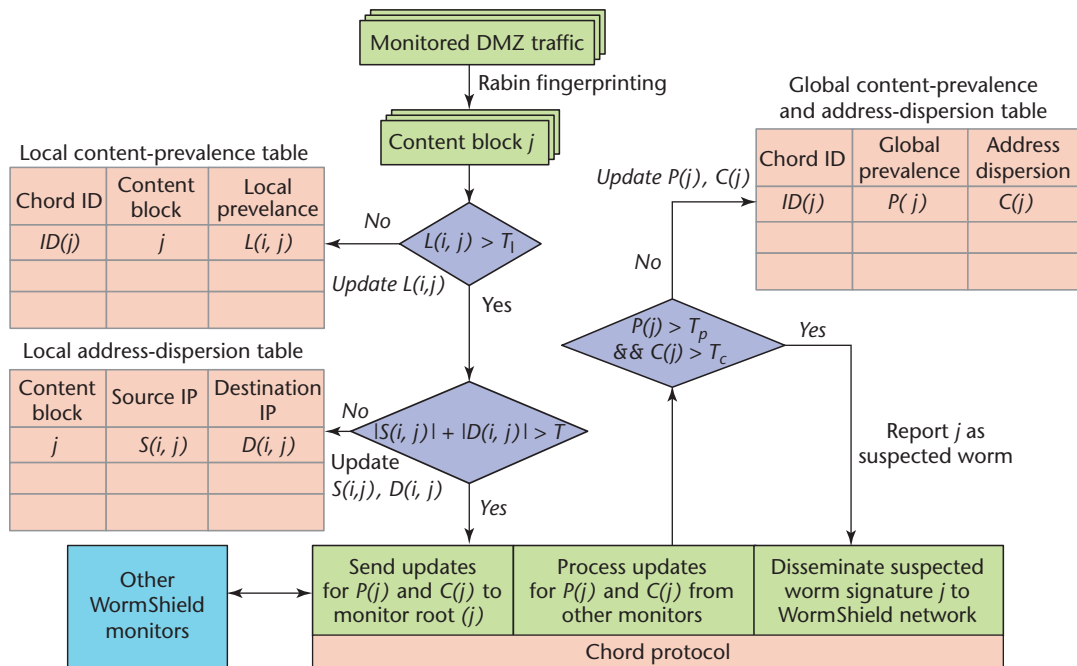 Monitored DMZ traffic
Rabin fingerprinting
Content block j
Global content-prevalence
and address-dispersion table
Chord ID
Global
prevalence
Address
dispersion
ID(j)
P( j)
C(j)
Update P(j), C(j)
Local content-prevalence table
Chord ID
Content
block
Local
prevelance
ID(j)
j
L(i, j)
No
L(i, j) > Tl
Update L(i,j)
Yes
No
P(j) > Tp
&& C(j) > Tc
Yes
Local address-dispersion table
Content
block
Source IP
Destination
IP
j
S(i, j)
D(i, j)
No
|S(i, j)| + |D(i, j)| > T
Update
S(i,j), D(i, j)
Yes
Report j as
suspected worm
Other
WormShield
monitors
Send updates
for P(j) and C(j) to
monitor root (j)
Process updates
for P(j) and C(j) from
other monitors
Disseminate suspected
worm signature j to
WormShield network
Chord protocol